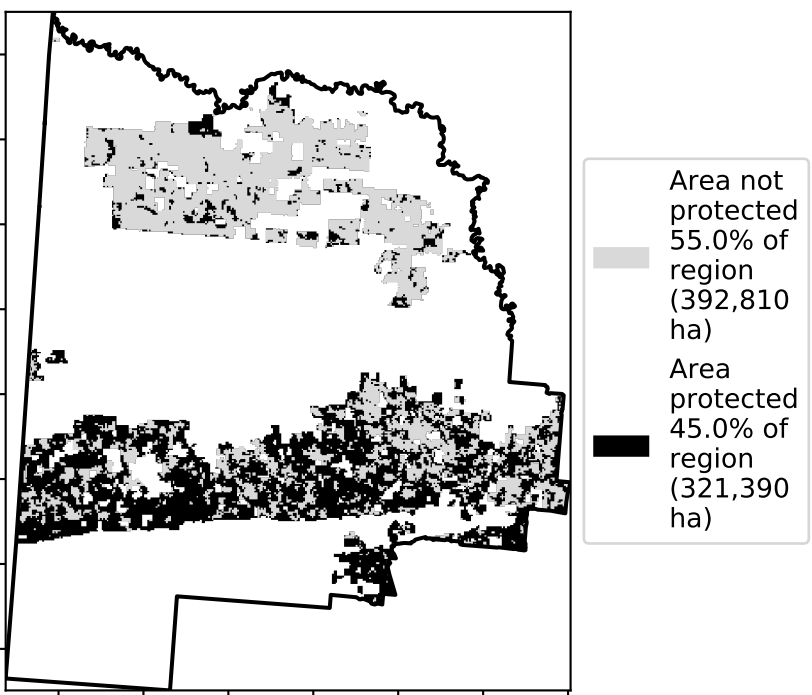 Area not
protected
55.0% of
region
(392,810
ha)
Area
protected
45.0% of
region
(321,390
ha)